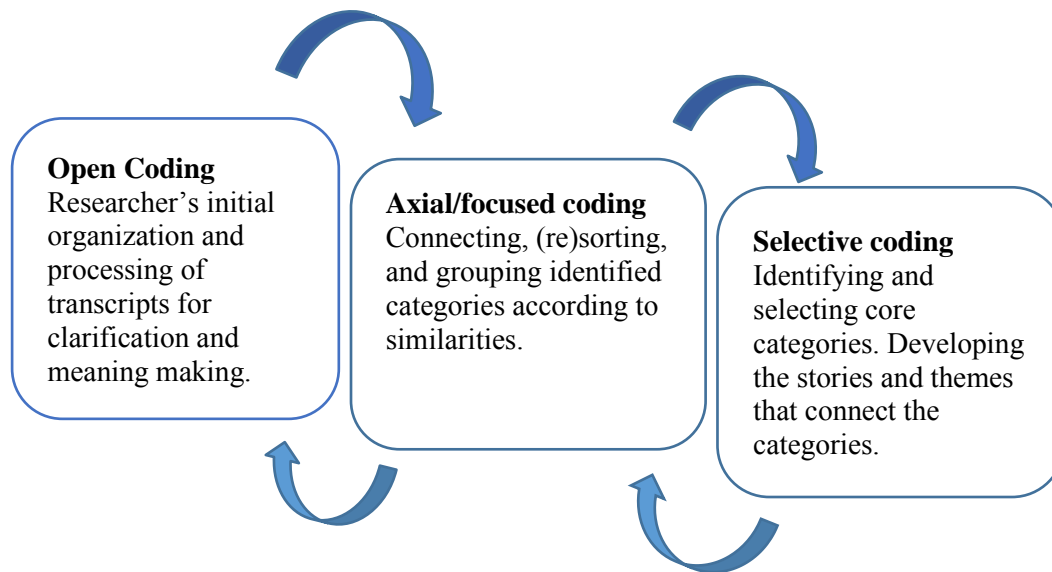 Open Coding
Researcher’s initial
organization and
processing of
transcripts for
clarification and
meaning making.
Axial/focused coding
Connecting, (re)sorting,
and grouping identified
categories according to
similarities.
Selective coding
Identifying and
selecting core
categories. Developing
the stories and themes
that connect the
categories.